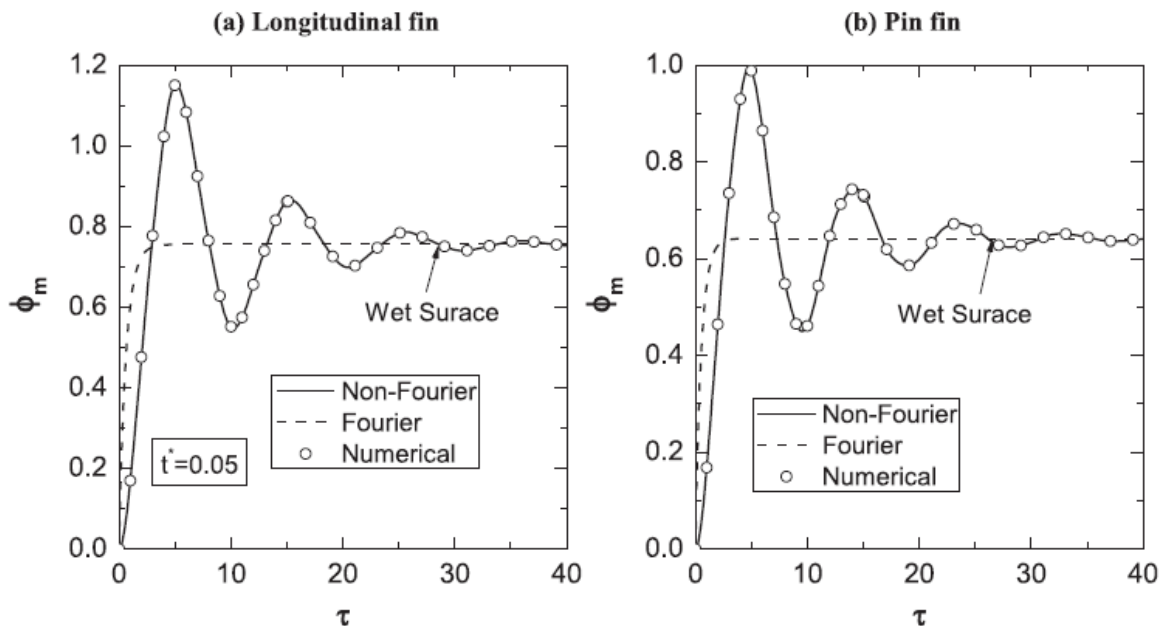 (a) Longitudinal fin
1.2
1.0
0.8
0.6
0.4
0.2
0.0
ϕm
Wet Surace
Non-Fourier
Fourier
Numerical
t*=0.05
0 10 20 30 40
τ
(b) Pin fin
1.0
0.8
0.6
0.4
0.2
0.0
ϕm
Wet Surace
Non-Fourier
Fourier
Numerical
0 10 20 30 40
τ